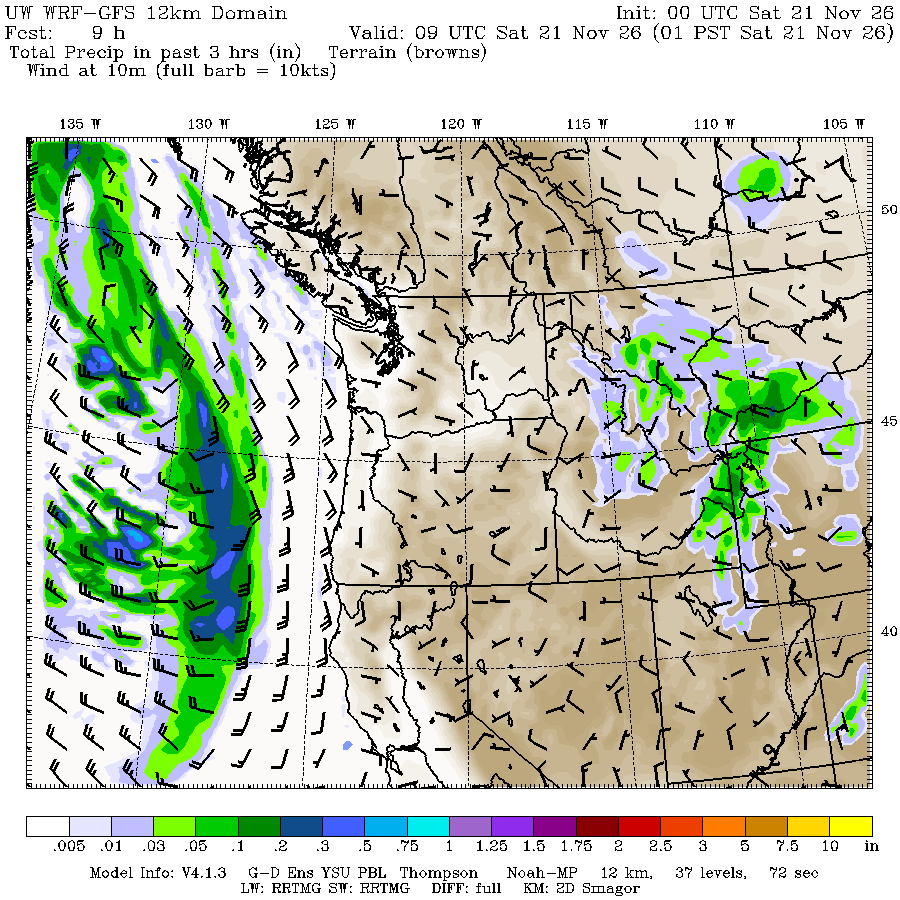 UW WRF-GFS 12km Domain Init: 00 UTC Sat 21 Nov 26
Fcst: 9 h Valid: 09 UTC Sat 21 Nov 26 (01 PST Sat 21 Nov 26)
Total Precip in past 3 hrs (in) Terrain (browns)
Wind at 10m (full barb = 10kts)
135 W 130 W 125 W 120 W 115 W 110 W 105 W
50
45
40
.005 .01 .03 .05 .1 .2 .3 .5 .75 1 1.25 1.5 1.75 2 2.5 3 5 7.5 10 in
Model Info: V4.1.3 G-D Ens YSU PBL Thompson Noah-MP 12 km, 37 levels, 72 sec
LW: RRTMG SW: RRTMG DIFF: full KM: 2D Smagor